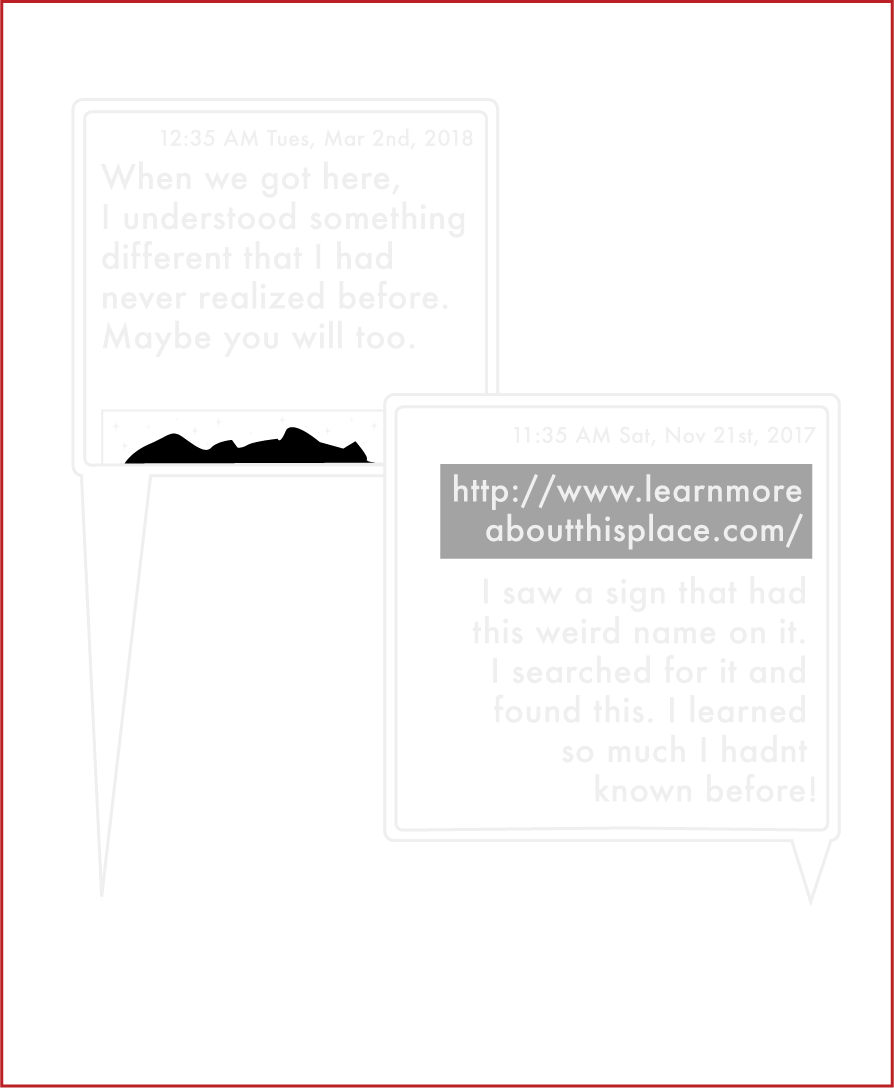 12:35 AM Tues, Mar 2nd, 2018
When we got here,
I understood something
different that I had
never realized before.
Maybe you will too.
11:35 AM Sat, Nov 21st, 2017
http://www.learnmore
aboutthisplace.com/
I saw a sign that had
this weird name on it.
I searched for it and
found this. I learned
so much I hadnt
known before!